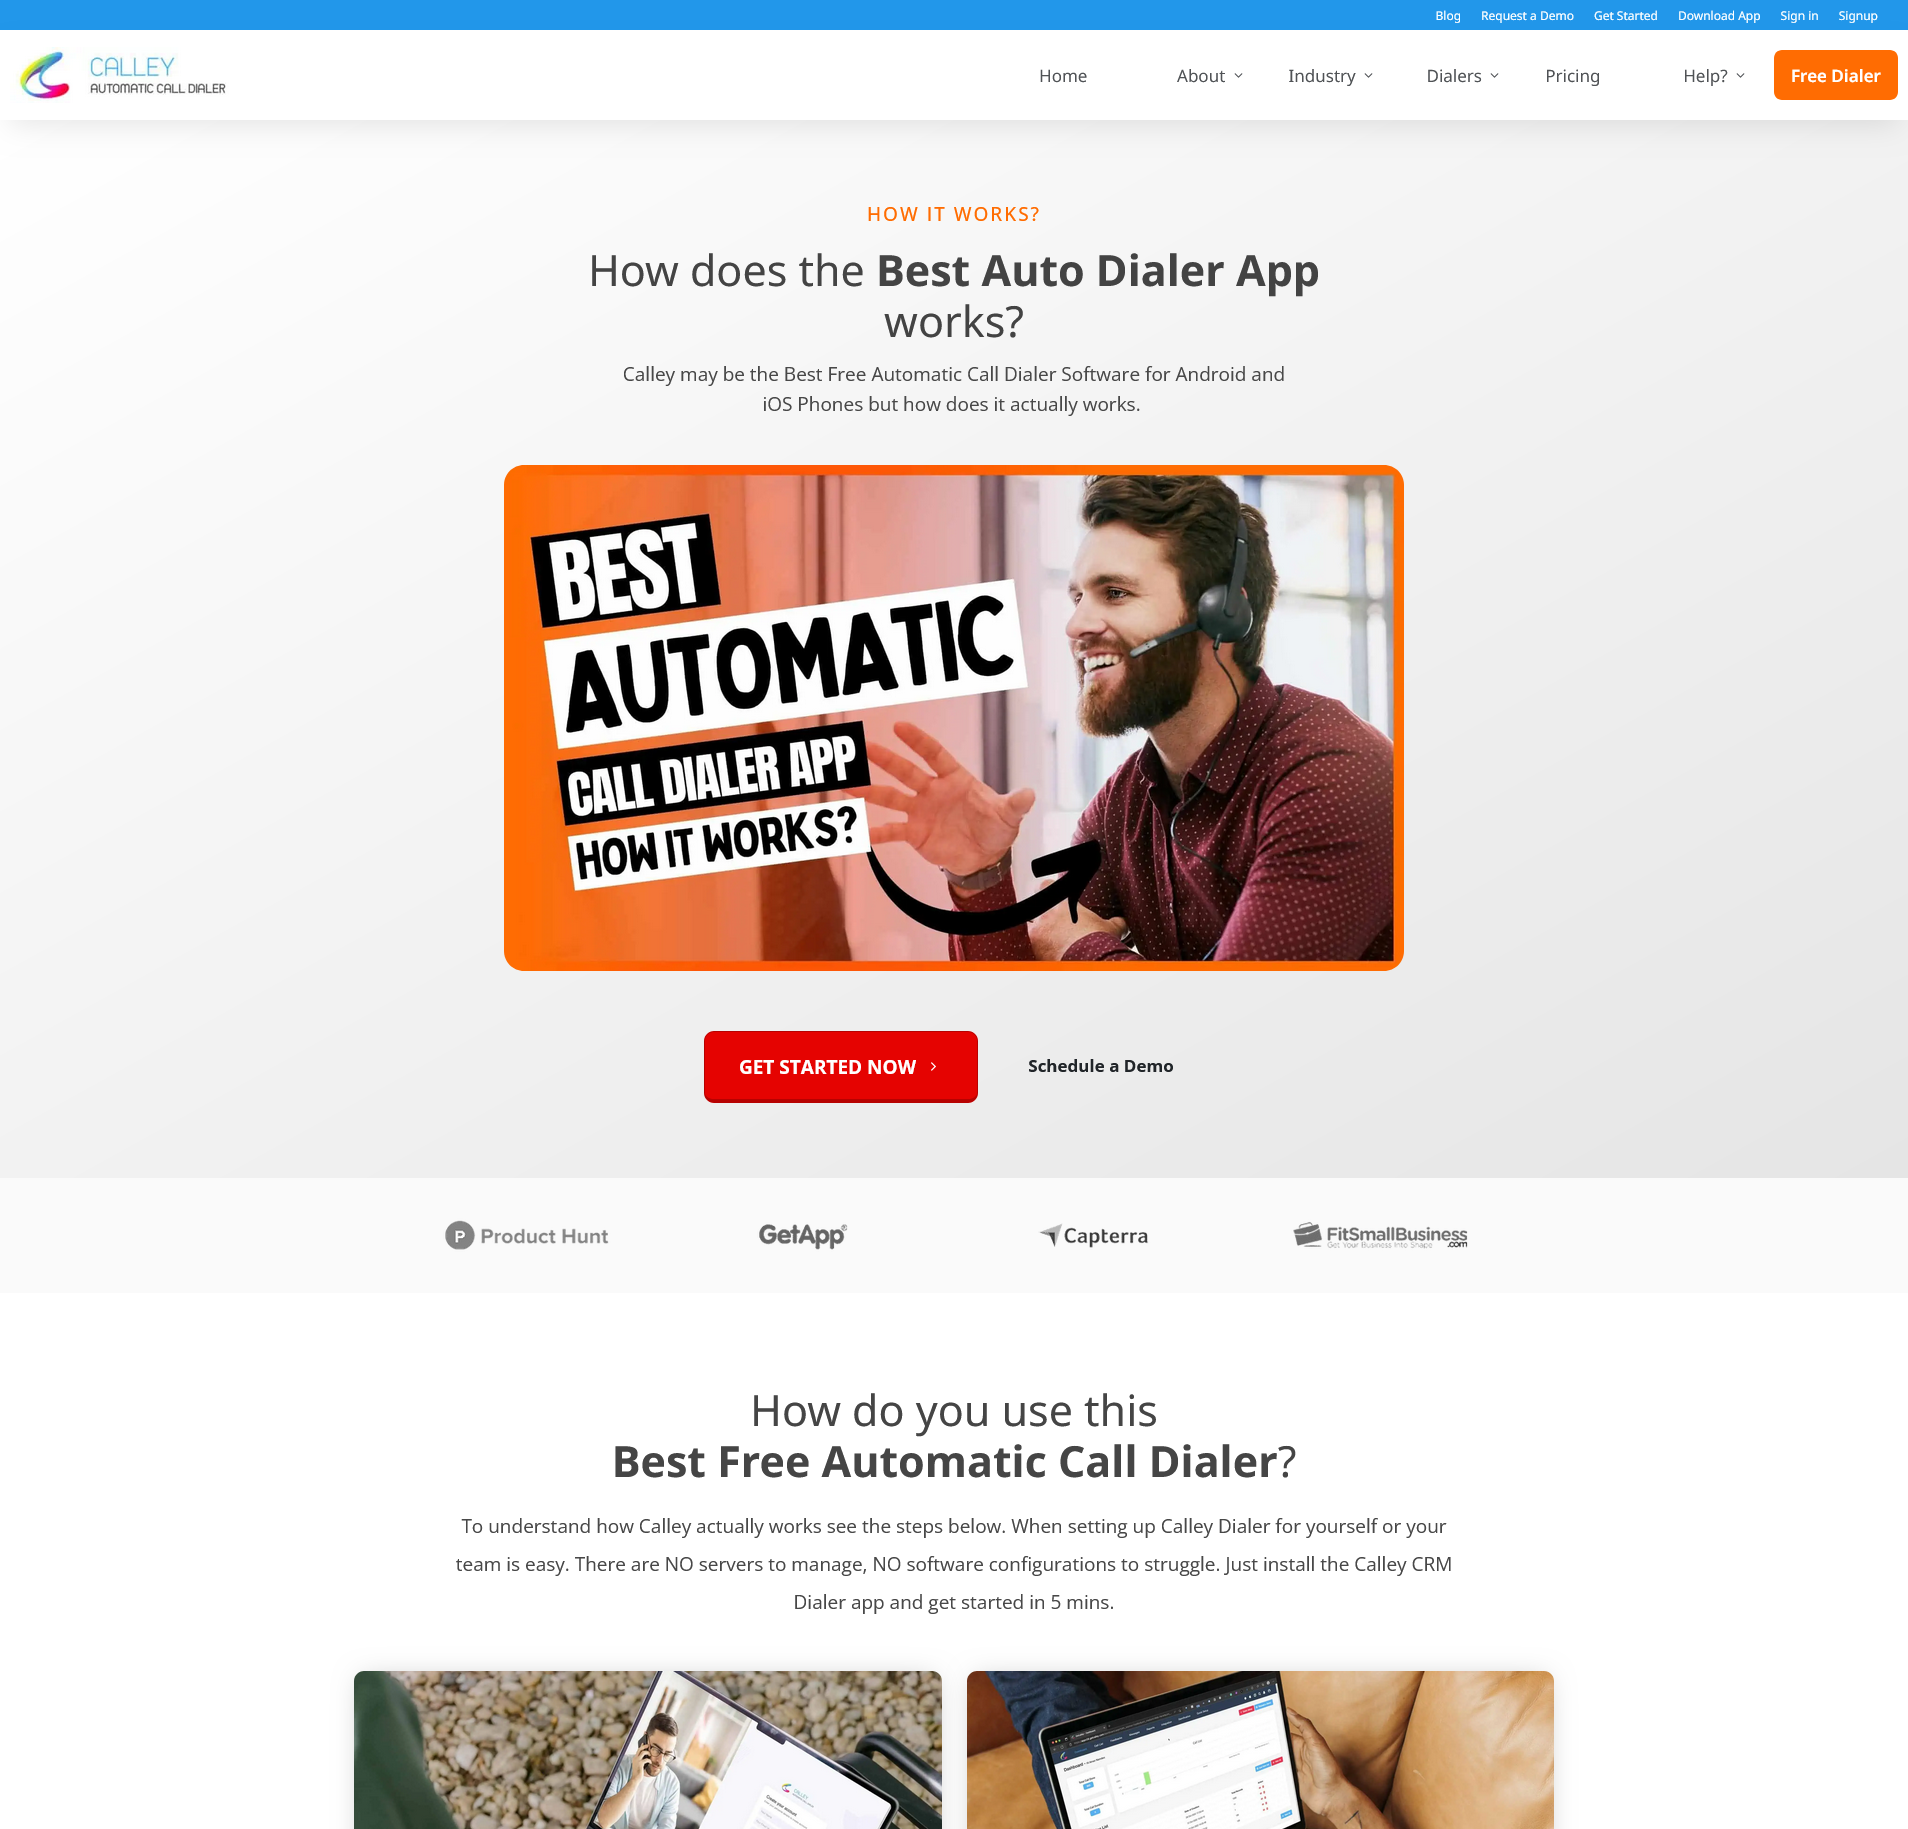 Blog Request a Demo Get Started Download App Sign in Signup
CALLEY
AUTOMATIC CALL DIALER
Home About Industry Dialers Pricing Help? Free Dialer
HOW IT WORKS?
How does the Best Auto Dialer App
works?
Calley may be the Best Free Automatic Call Dialer Software for Android and
iOS Phones but how does it actually works.
BEST
AUTOMATIC
CALL DIALER APP
HOW IT WORKS?
GET STARTED NOW
Schedule a Demo
P Product Hunt
GetApp®
Capterra
FitSmallBusiness
.com
Get Your Business Into Shape
How do you use this
Best Free Automatic Call Dialer?
To understand how Calley actually works see the steps below. When setting up Calley Dialer for yourself or your
team is easy. There are NO servers to manage, NO software configurations to struggle. Just install the Calley CRM
Dialer app and get started in 5 mins.
CALLEY
Create your account
Dashboard